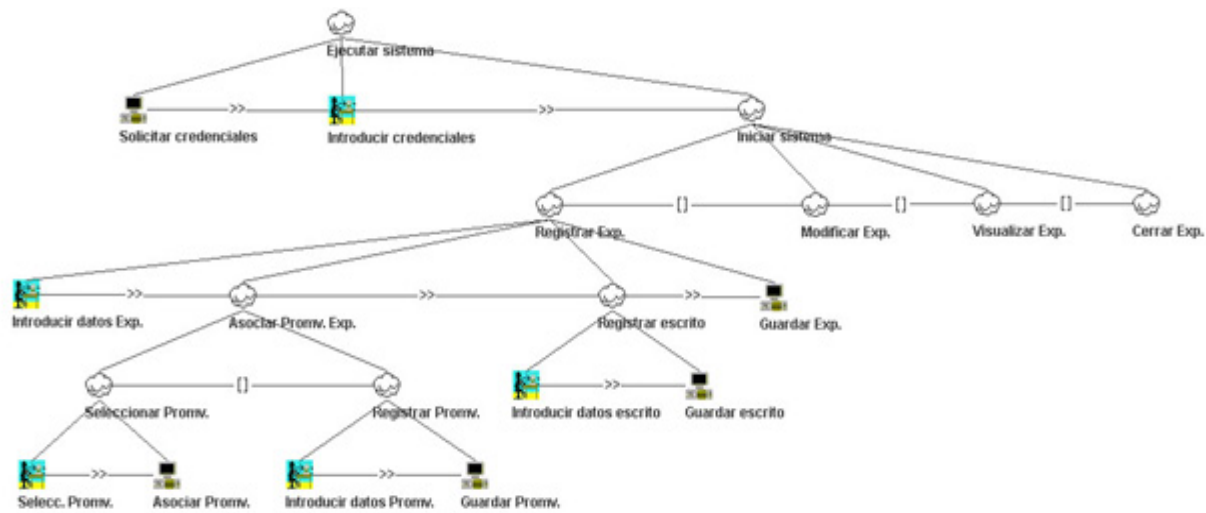 Ejecutar sistema
>> >>
Solicitar credenciales Introducir credenciales Iniciar sistema
[] [] []
Registrar Exp. Modificar Exp. Visualizar Exp. Cerrar Exp.
>> >> >>
Introducir datos Exp. Asociar Promv. Exp. Registrar escrito Guardar Exp.
[] >>
Seleccionar Promv. Registrar Promv. Introducir datos escrito Guardar escrito
>> >>
Selecc. Promv. Asociar Promv. Introducir datos Promv. Guardar Promv.